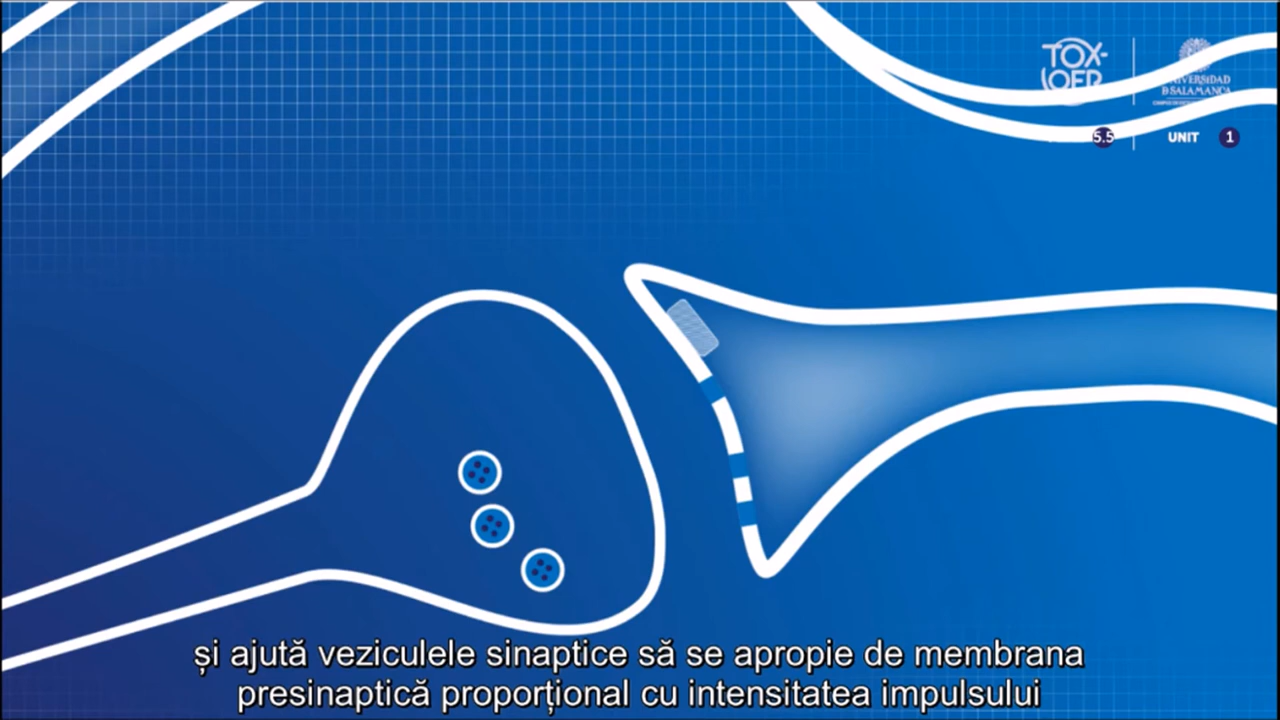 TOX-
OER
UNIVERSIDAD
D SALAMANCA
5.5
UNIT 1
și ajută veziculele sinaptice să se apropie de membrana
presinaptică proporțional cu intensitatea impulsului